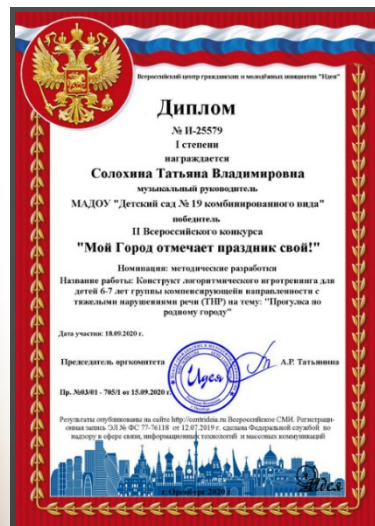 Всероссийский центр гражданских и молодёжных инициатив "Идея"
Диплом
№ И-25579
I степени
награждается
Солохина Татьяна Владимировна
музыкальный руководитель
МАДОУ "Детский сад № 19 комбинированного вида"
победитель
II Всероссийского конкурса
"Мой Город отмечает праздник свой!"
Номинация: методические разработки
Название работы: Конструкт логоритмического игротренинга для
детей 6-7 лет группы компенсирующей направленности с
тяжелыми нарушениями речи (ТНР) на тему: "Прогулка по
родному городу"
Дата участия: 18.09.2020 г.
Председатель оргкомитета
А.Р. Татьянина
Идея
Пр. №03/01 - 705/1 от 15.09.2020 г.
Результаты опубликованы на сайте http://centrideia.ru Всероссийское СМИ. Регистраци-
онная запись ЭЛ № ФС 77-76118 от 12.07.2019 г. сделана Федеральной службой по
надзору в сфере связи, информационных технологий и массовых коммуникаций
Идея
г. Оренбург 2020 г